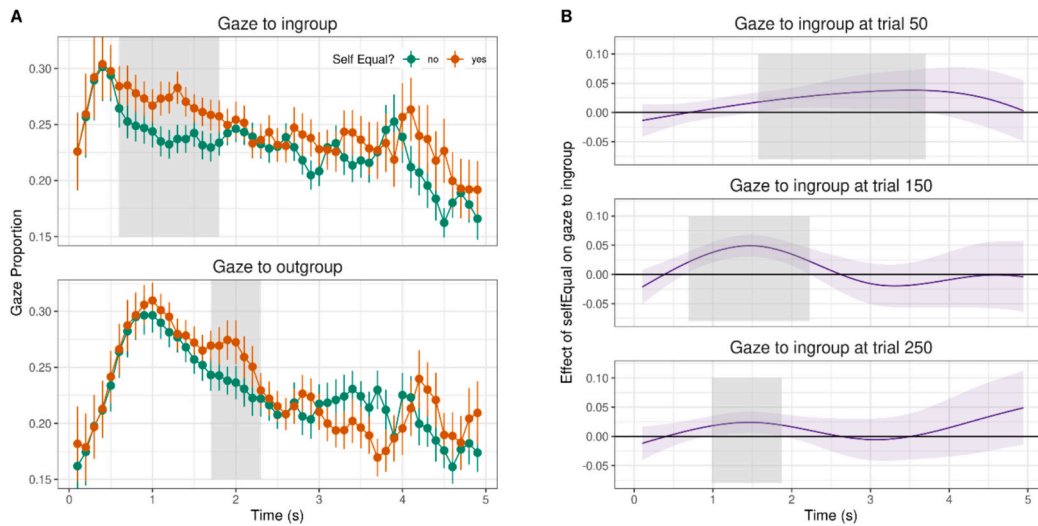 A
Gaze to ingroup
Self Equal? no yes
0.30
0.25
0.20
0.15
Gaze Proportion
Gaze to outgroup
0.30
0.25
0.20
0.15
0 1 2 3 4 5
Time (s)
B
Gaze to ingroup at trial 50
0.10
0.05
0.00
-0.05
Effect of selfEqual on gaze to ingroup
Gaze to ingroup at trial 150
0.10
0.05
0.00
-0.05
Gaze to ingroup at trial 250
0.10
0.05
0.00
-0.05
0 1 2 3 4 5
Time (s)